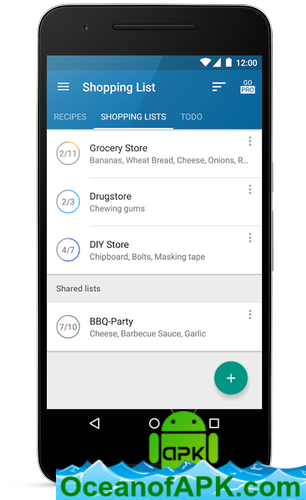 12:00
Shopping List
GO
PRO
RECIPES
SHOPPING LISTS
TODO
2/11
Grocery Store
Bananas, Wheat Bread, Cheese, Onions, R...
2/3
Drugstore
Chewing gums
4/7
DIY Store
Chipboard, Bolts, Masking tape
Shared lists
7/10
BBQ-Party
Cheese, Barbecue Sauce, Garlic
+
APK
OceanofAPK.com